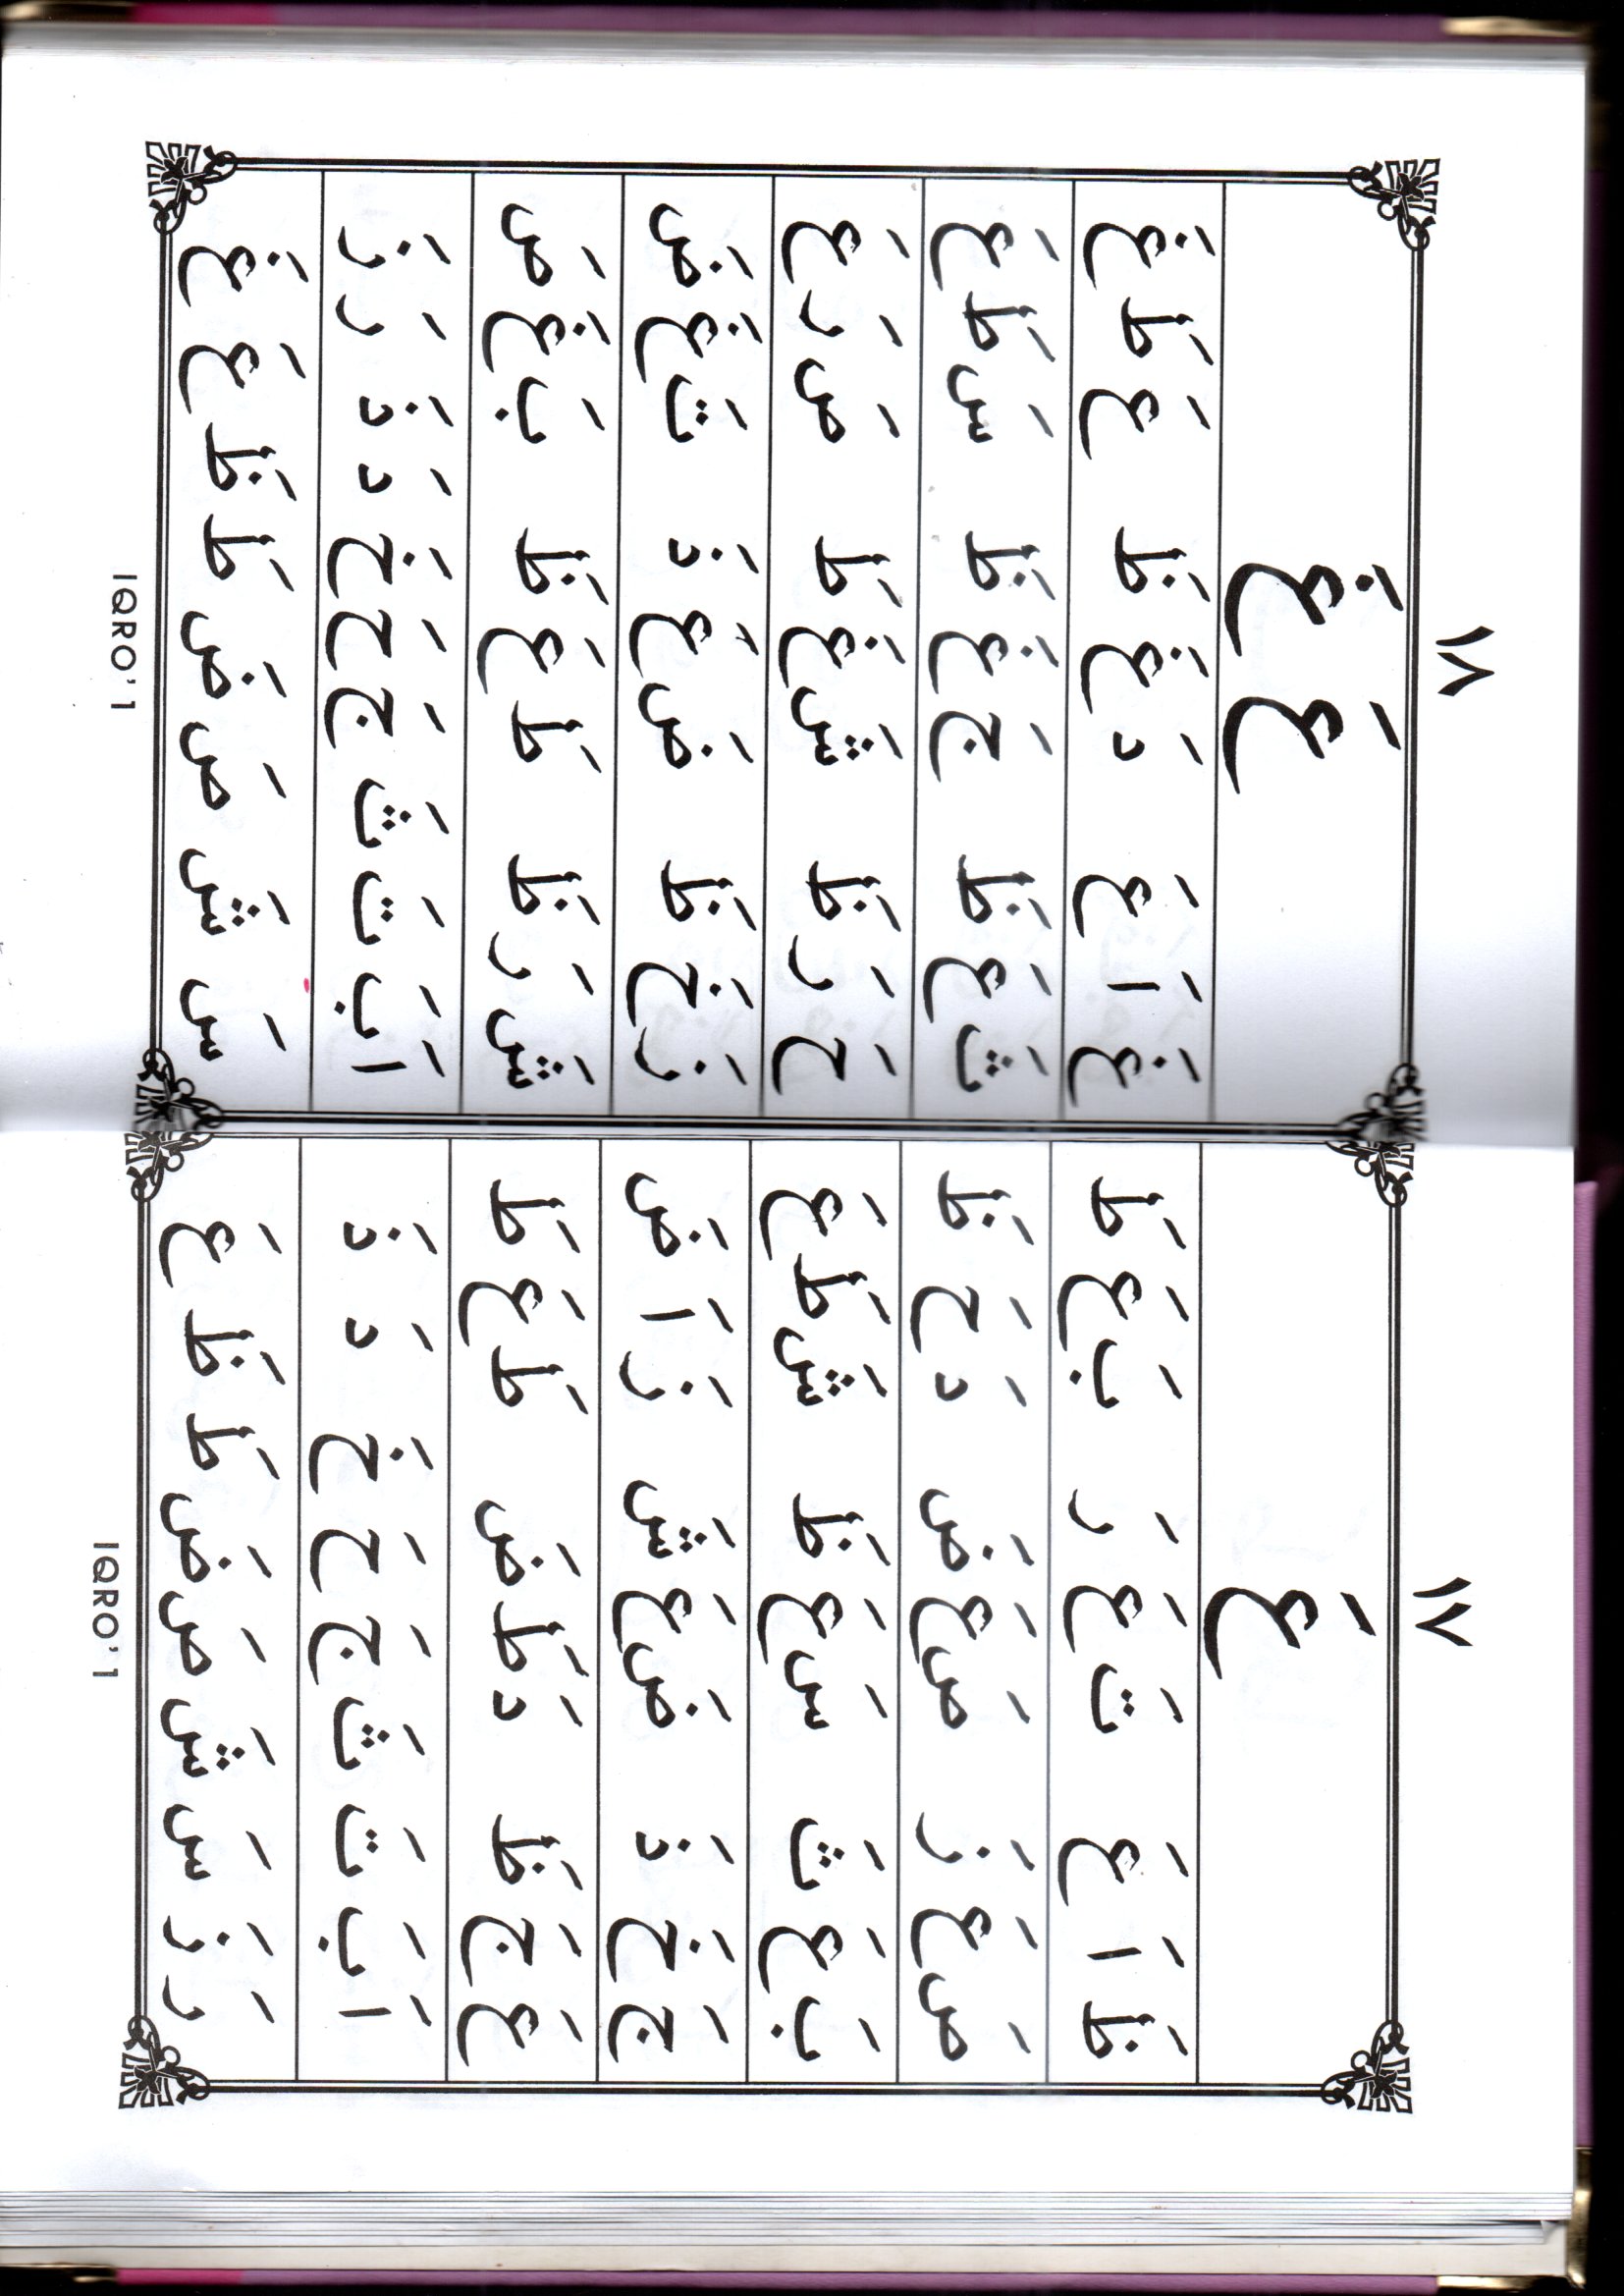 ١٧
عَ
ظَ اَ عَ تَ عَ رَ بَ عَ طَ
صَ عَ زَ صَ عَ ضَ دَ حَ ظَ
بَ عَ ثَ سَ عَ ظَ شَ طَ عَ
جَ خَ ذَ ضَ عَ شَ زَ اَ ضَ
عَ جَ ظَ دَ طَ ضَ طَ عَ طَ
اَ بَ تَ ثَ جَ حَ خَ دَ ذَ
رَ زَ سَ شَ صَ ضَ طَ ظَ عَ
IQRO' 1
١٨
عَ غَ
غَ اَ عَ دَ غَ ظَ عَ طَ غَ
ثَ عَ ظَ جَ غَ ظَ سَ طَ عَ
حَ رَ ظَ شَ غَ طَ صَ رَ عَ
زَ خَ ظَ ضَ عَ ذَ تَ غَ ضَ
شَ رَ ظَ طَ عَ ظَ بَ غَ صَ
اَ بَ تَ ثَ جَ حَ خَ دَ ذَ رَ زَ
سَ شَ صَ ضَ طَ ظَ عَ غَ
IQRO' 1